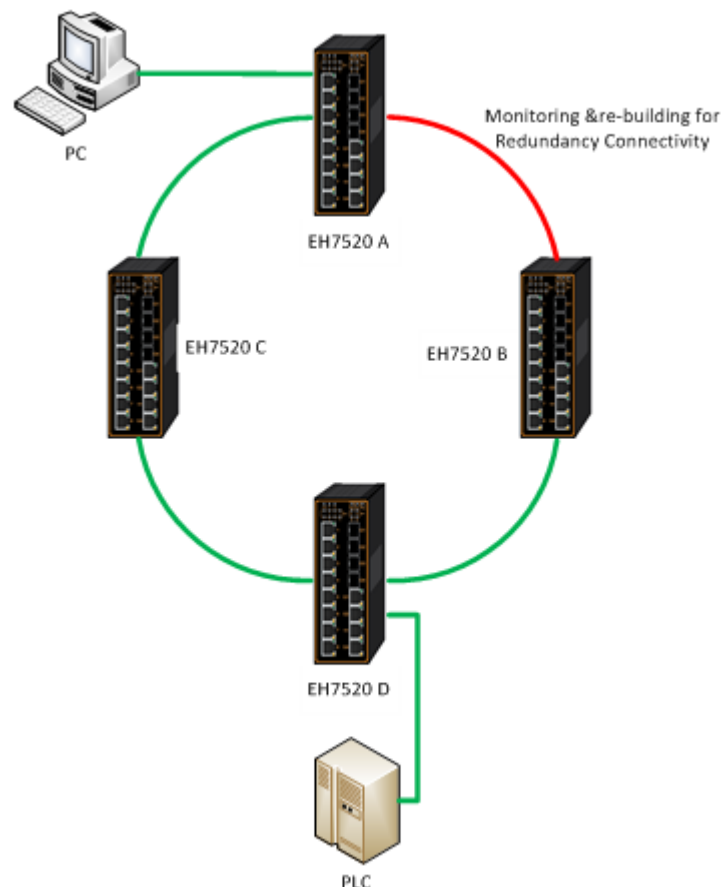 PC
Monitoring &re-building for
Redundancy Connectivity
EH7520 A
EH7520 C
EH7520 B
EH7520 D
PLC